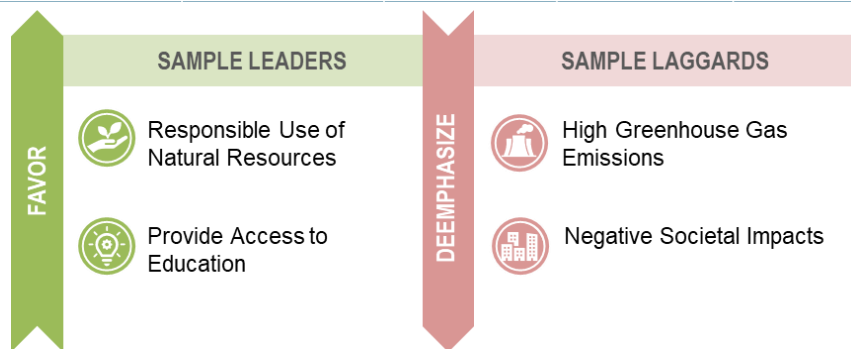 FAVOR
SAMPLE LEADERS
Responsible Use of
Natural Resources
Provide Access to
Education
DEEMPHASIZE
SAMPLE LAGGARDS
High Greenhouse Gas
Emissions
Negative Societal Impacts